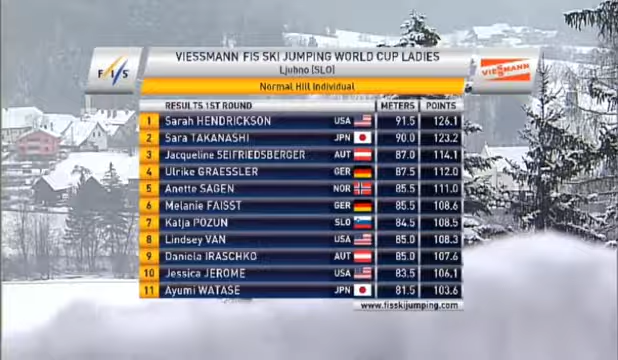 VIESSMANN FIS SKI JUMPING WORLD CUP LADIES
Ljubno [SLO]
FIS
VIESSMANN
Normal Hill Individual
RESULTS 1ST ROUND METERS POINTS
1 Sarah HENDRICKSON USA 91.5 126.1
2 Sara TAKANASHI JPN 90.0 123.2
3 Jacqueline SEIFRIEDSBERGER AUT 87.0 114.1
4 Ulrike GRAESSLER GER 87.5 112.0
5 Anette SAGEN NOR 85.5 111.0
6 Melanie FAISST GER 85.5 108.6
7 Katja POZUN SLO 84.5 108.5
8 Lindsey VAN USA 85.0 108.3
9 Daniela IRASCHKO AUT 85.0 107.6
10 Jessica JEROME USA 83.5 106.1
11 Ayumi WATASE JPN 81.5 103.6
www.fisskijumping.com